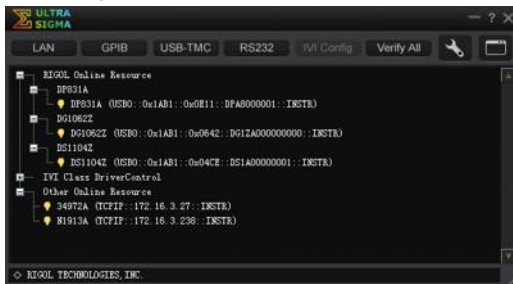 ULTRA
SIGMA
LAN GPIB USB-TMC RS232 IVI Config Verify All
RIGOL Online Resource
DP831A
DP831A (USB0::0x1AB1::0x0E11::DPA8000001::INSTR)
DG1062Z
DG1062Z (USB0::0x1AB1::0x0642::DG1ZA000000000::INSTR)
DS1104Z
DS1104Z (USB0::0x1AB1::0x04CE::DS1A00000001::INSTR)
IVI Class DriverControl
Other Online Resource
34972A (TCPIP::172.16.3.27::INSTR)
N1913A (TCPIP::172.16.3.238::INSTR)
RIGOL TECHNOLOGIES, INC.